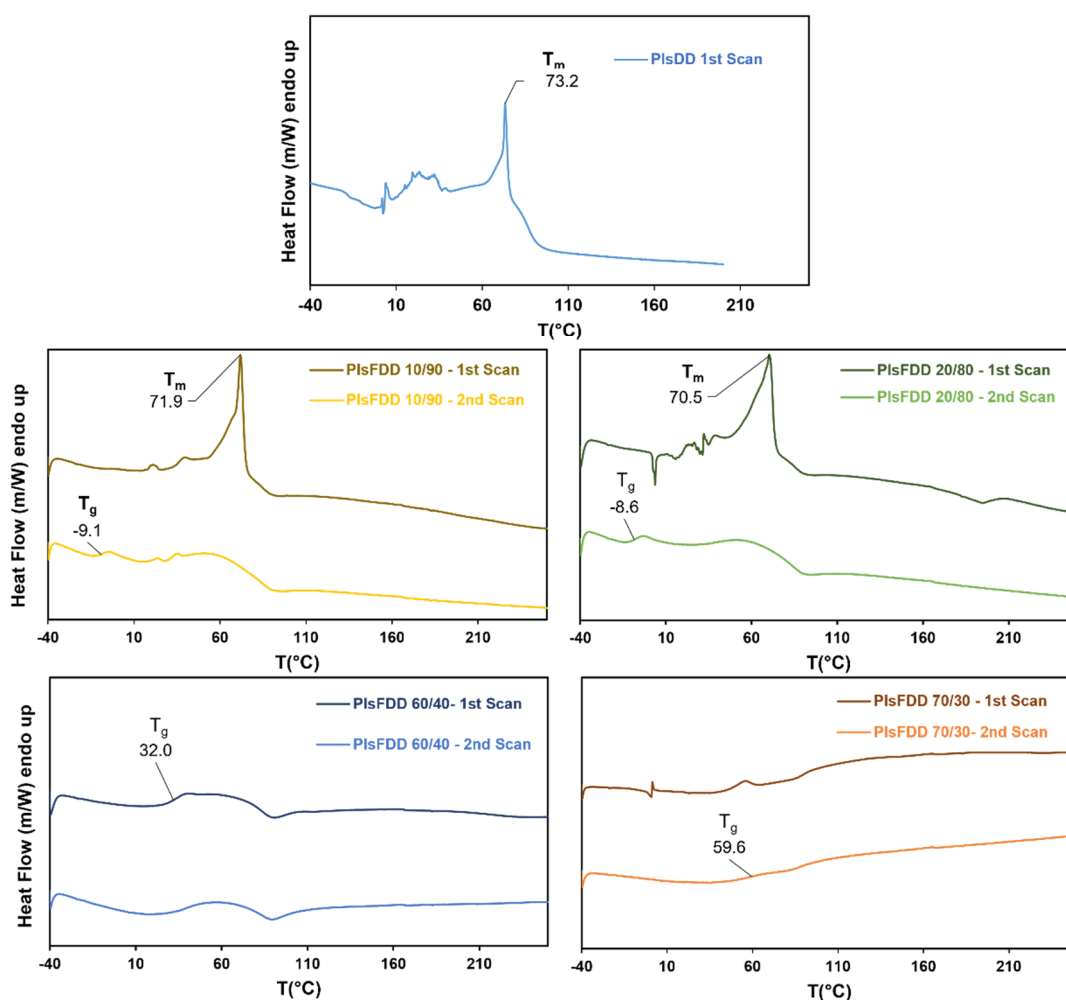 Heat Flow (m/W) endo up
Tm
73.2
PIsDD 1st Scan
-40 10 60 110 160 210
T(°C)
Heat Flow (m/W) endo up
Tm
71.9
PIsFDD 10/90 - 1st Scan
PIsFDD 10/90 - 2nd Scan
Tg
-9.1
-40 10 60 110 160 210
T(°C)
Tm
70.5
PIsFDD 20/80 - 1st Scan
PIsFDD 20/80 - 2nd Scan
Tg
-8.6
-40 10 60 110 160 210
T(°C)
Heat Flow (m/W) endo up
Tg
32.0
PIsFDD 60/40- 1st Scan
PIsFDD 60/40 - 2nd Scan
-40 10 60 110 160 210
T(°C)
PIsFDD 70/30 - 1st Scan
PIsFDD 70/30- 2nd Scan
Tg
59.6
-40 10 60 110 160 210
T(°C)